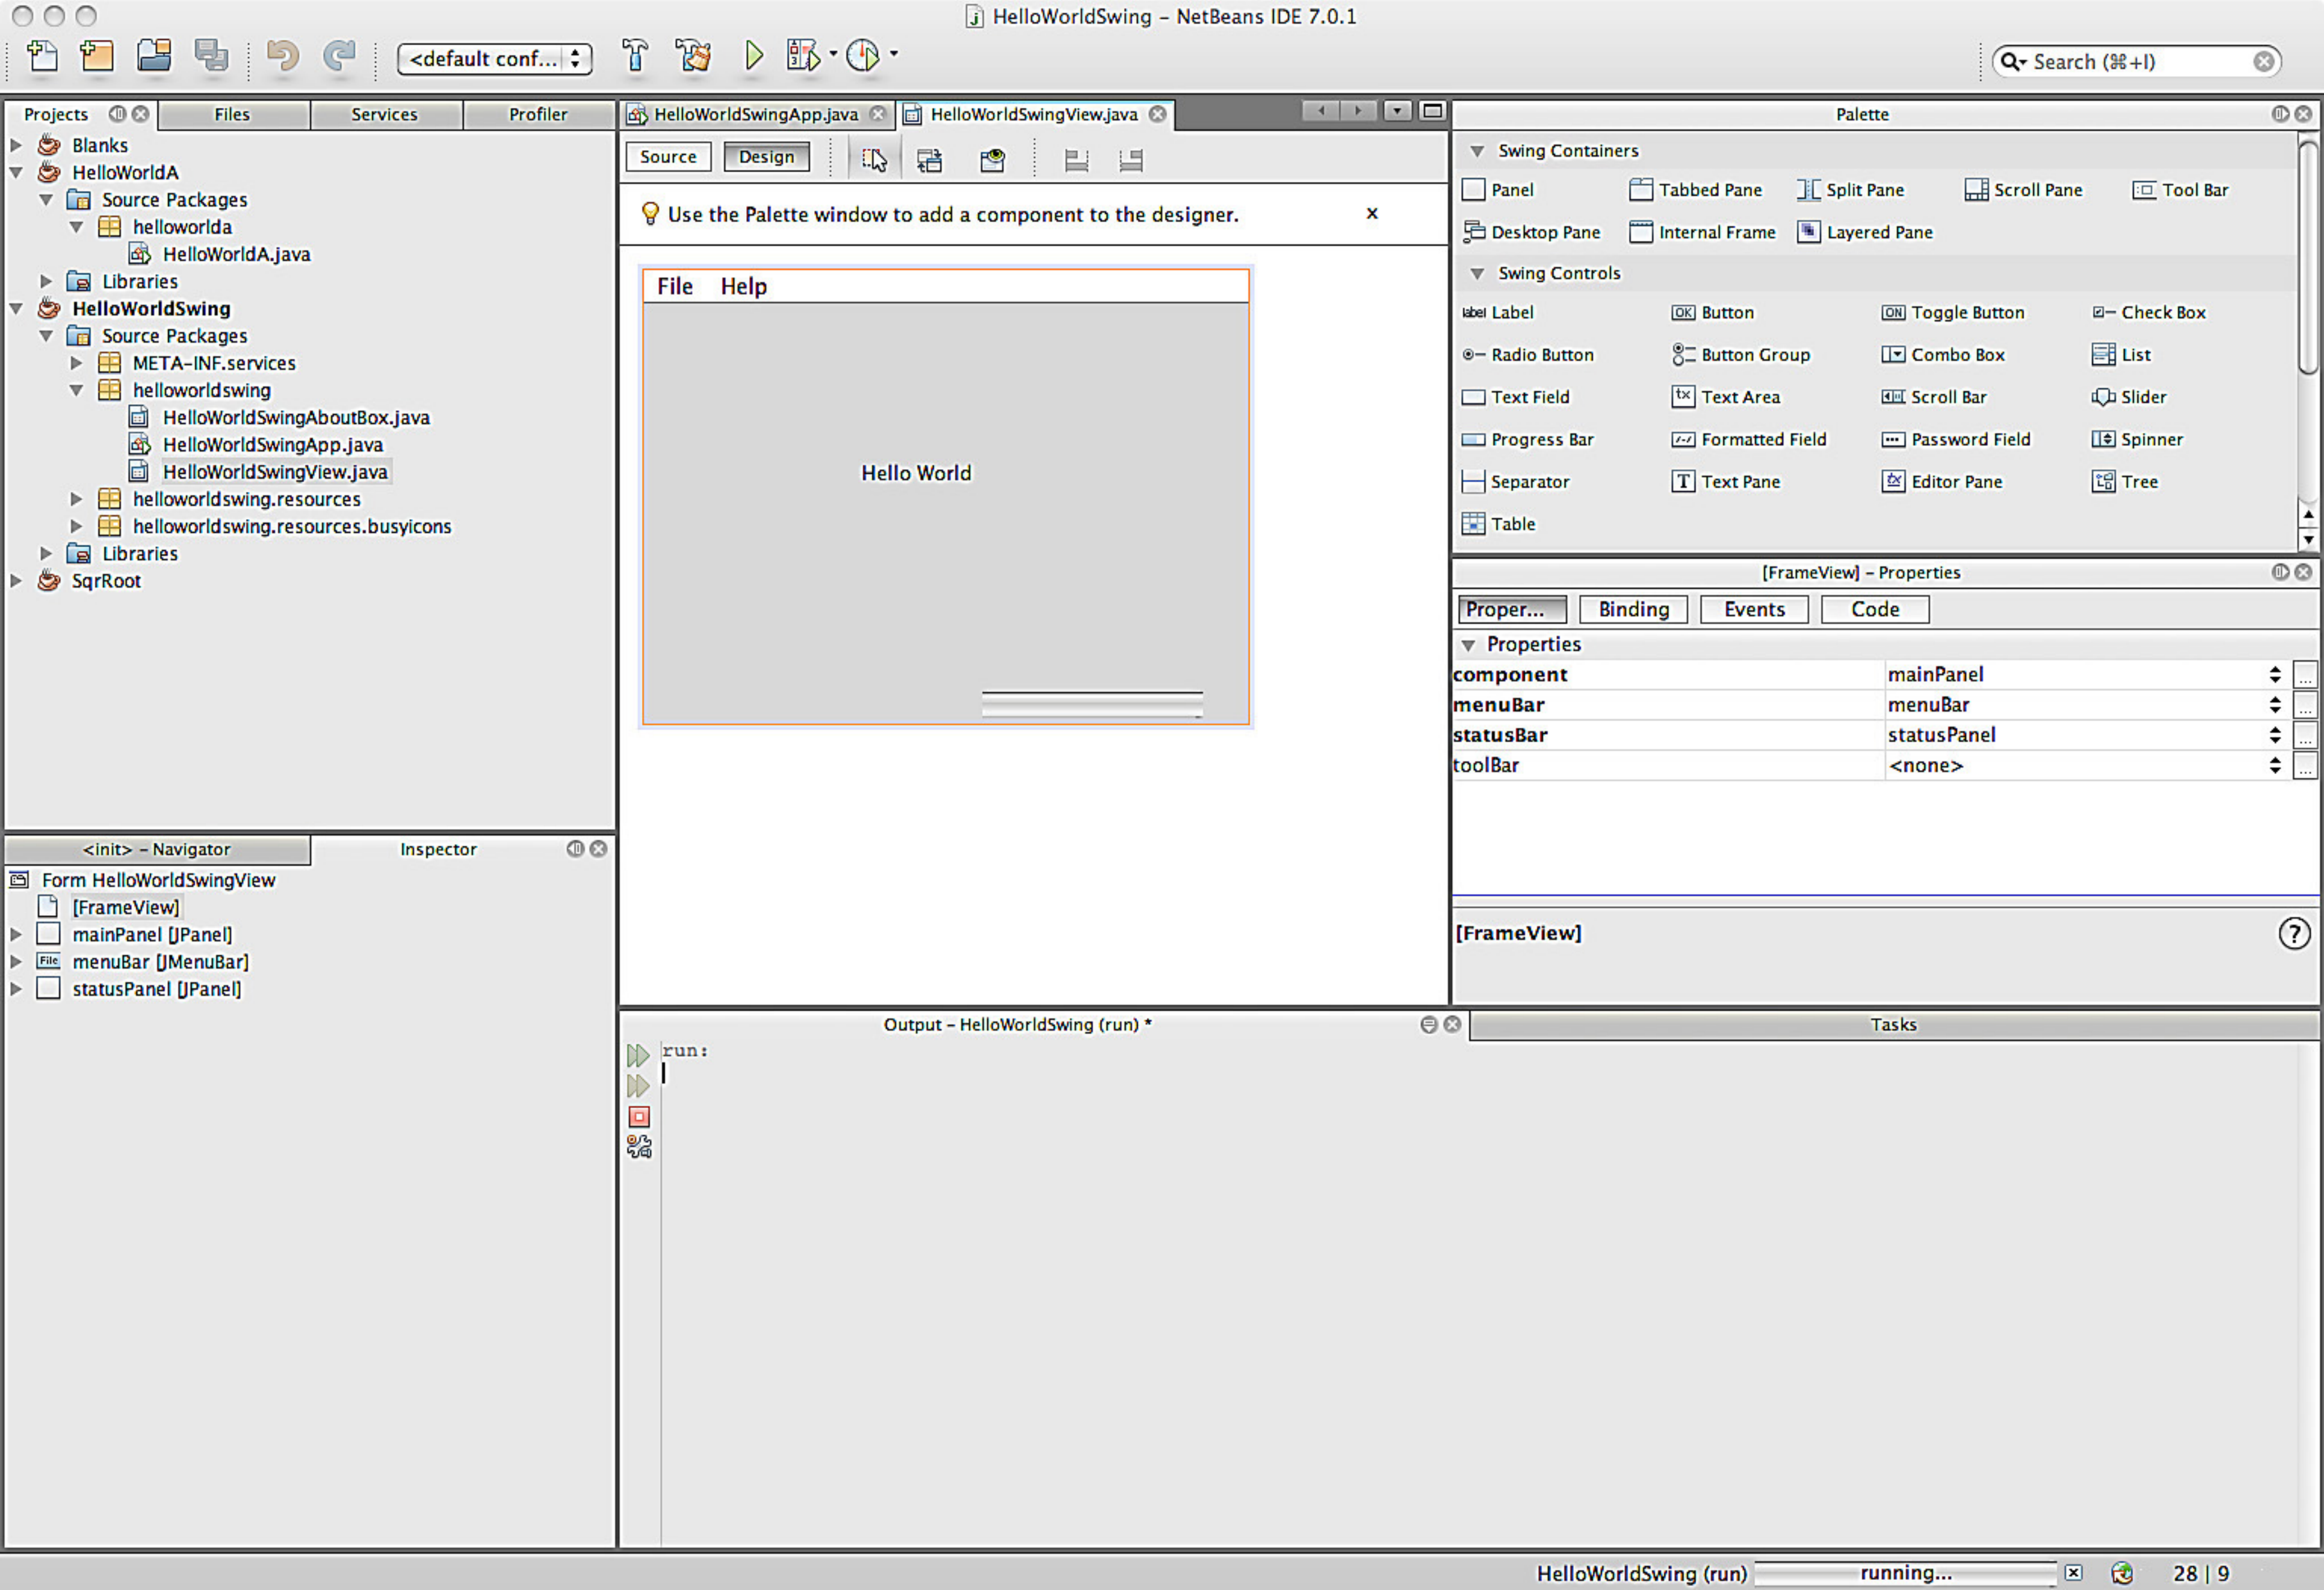 HelloWorldSwing – NetBeans IDE 7.0.1
<default conf...
Search (⌘+I)
Projects
Files
Services
Profiler
Blanks
HelloWorldA
Source Packages
helloworlda
HelloWorldA.java
Libraries
HelloWorldSwing
Source Packages
META-INF.services
helloworldswing
HelloWorldSwingAboutBox.java
HelloWorldSwingApp.java
HelloWorldSwingView.java
helloworldswing.resources
helloworldswing.resources.busyicons
Libraries
SqrRoot
<init> – Navigator
Inspector
Form HelloWorldSwingView
[FrameView]
mainPanel [JPanel]
File
menuBar [JMenuBar]
statusPanel [JPanel]
HelloWorldSwingApp.java
HelloWorldSwingView.java
Source
Design
Use the Palette window to add a component to the designer.
x
File Help
Hello World
Palette
Swing Containers
Panel
Tabbed Pane
Split Pane
Scroll Pane
Tool Bar
Desktop Pane
Internal Frame
Layered Pane
Swing Controls
label Label
OK Button
ON Toggle Button
Check Box
Radio Button
Button Group
Combo Box
List
Text Field
tx Text Area
Scroll Bar
Slider
Progress Bar
Formatted Field
Password Field
Spinner
Separator
T Text Pane
Editor Pane
Tree
Table
[FrameView] – Properties
Proper...
Binding
Events
Code
Properties
component mainPanel ...
menuBar menuBar ...
statusBar statusPanel ...
toolBar <none> ...
[FrameView]
?
Output – HelloWorldSwing (run) *
Tasks
run:
HelloWorldSwing (run)
running...
28 | 9